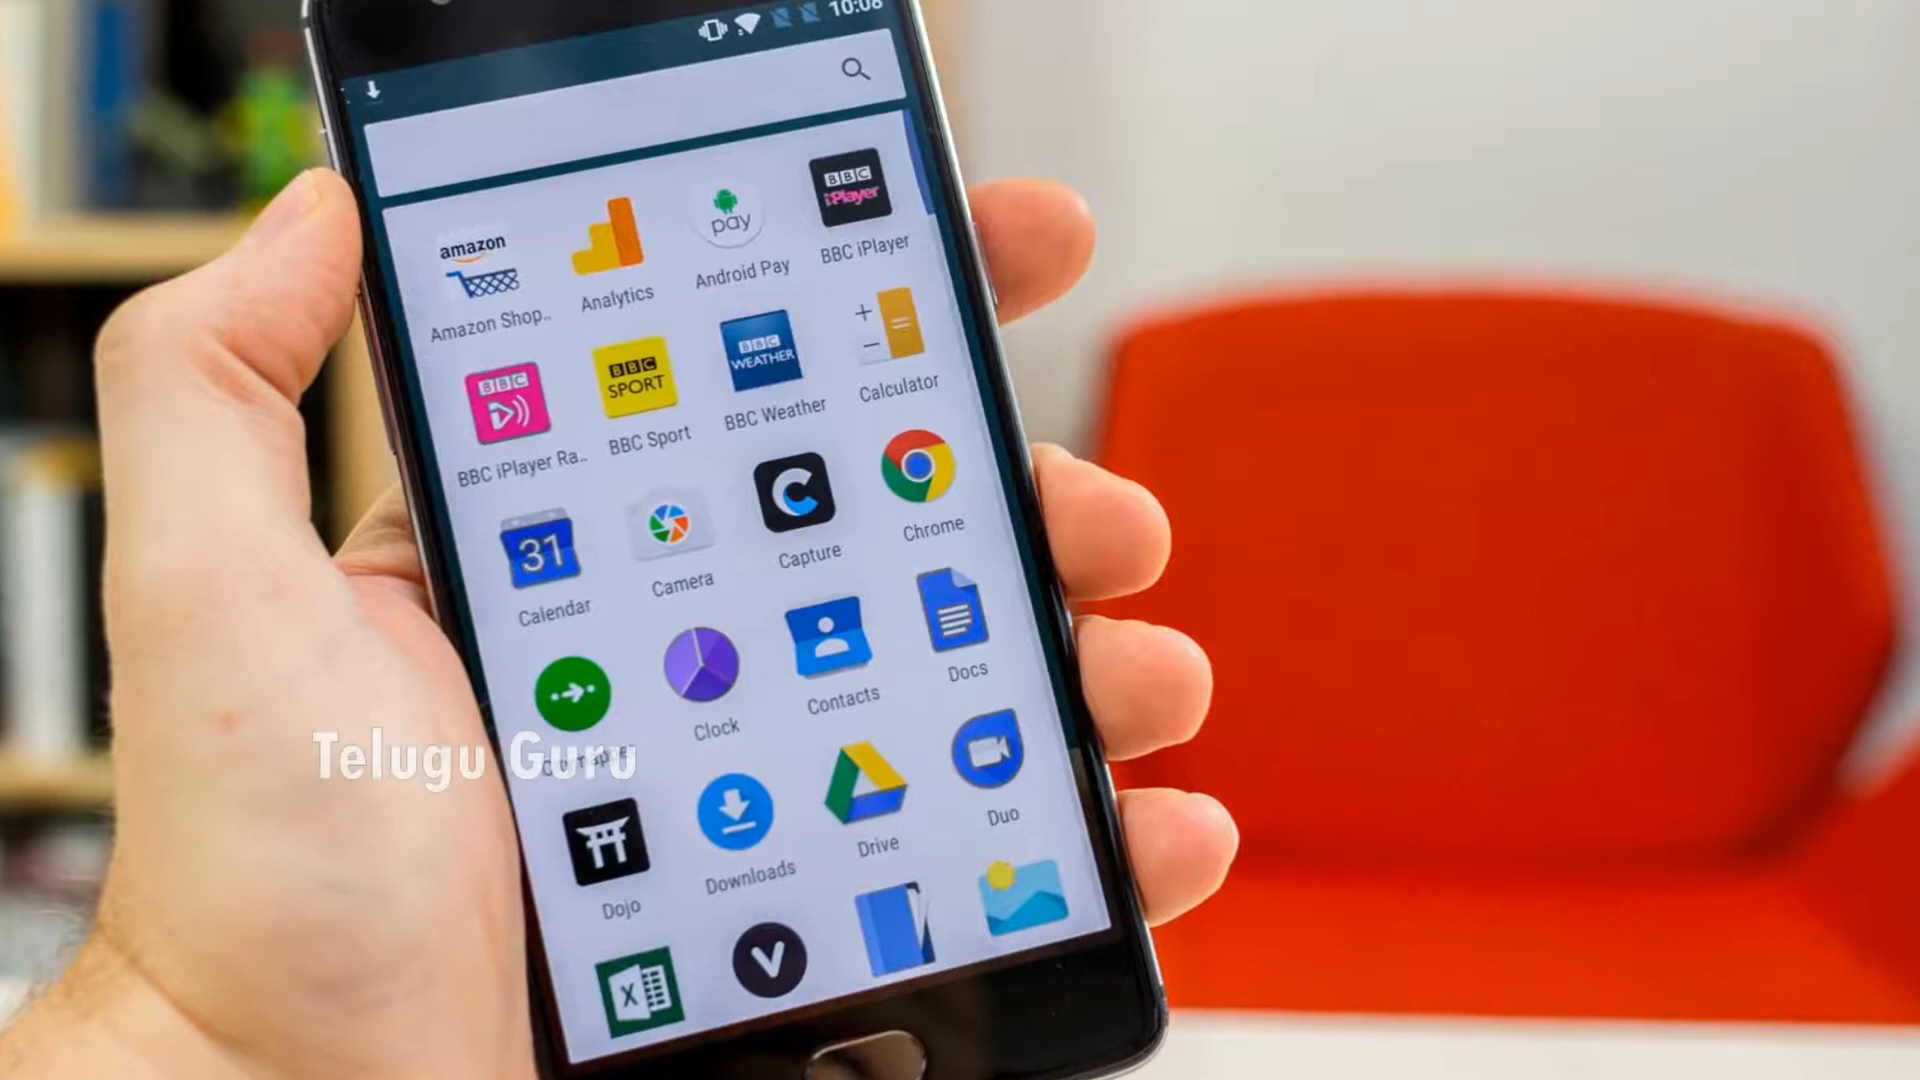 10:08
amazon
pay
BBC
iPlayer
Amazon Shop..
Analytics
Android Pay
BBC iPlayer
BBC
BBC
SPORT
BBC
WEATHER
+ =
−
BBC iPlayer Ra..
BBC Sport
BBC Weather
Calculator
31
C
Calendar
Camera
Capture
Chrome
Clock
Contacts
Docs
Telugu Guru
Dojo
Downloads
Drive
Duo
X
V